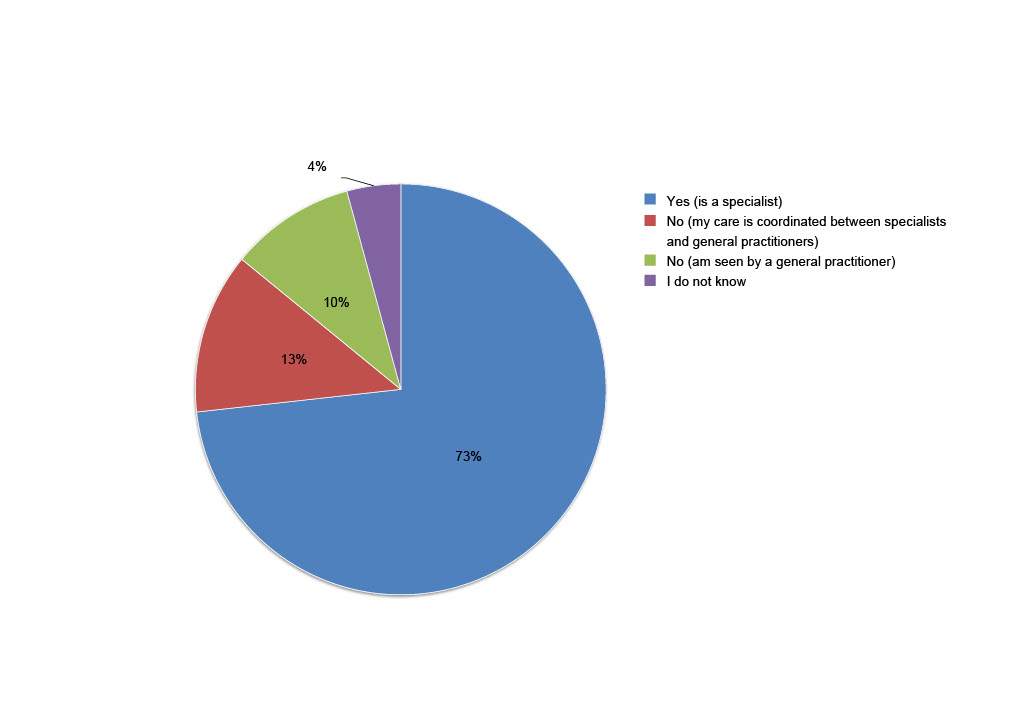 4%
Yes (is a specialist)
No (my care is coordinated between specialists
and general practitioners)
No (am seen by a general practitioner)
I do not know
10%
13%
73%